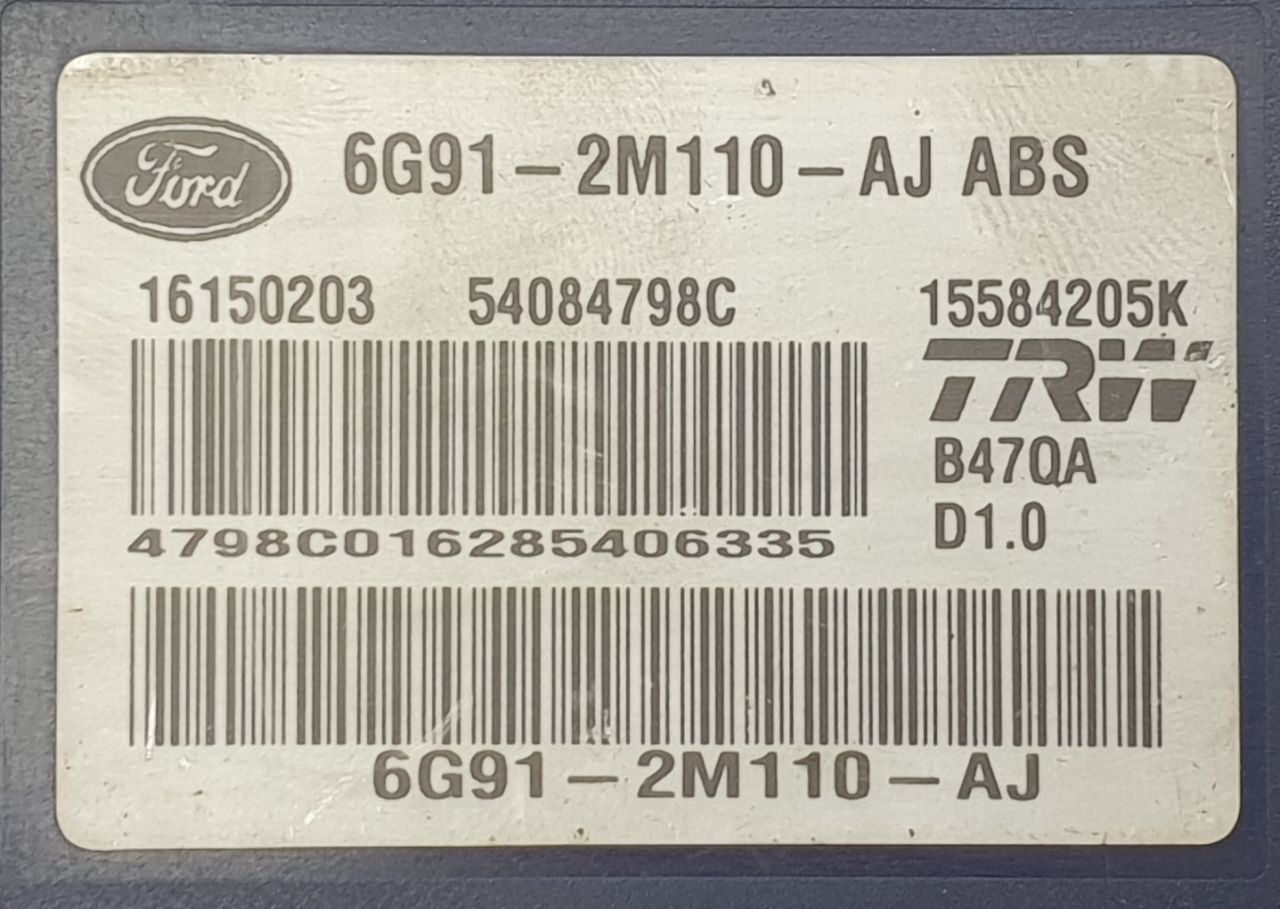 Ford 6G91-2M110-AJ ABS
16150203 54084798C 15584205K
TRW
B47QA
D1.0
4798C016285406335
6G91-2M110-AJ